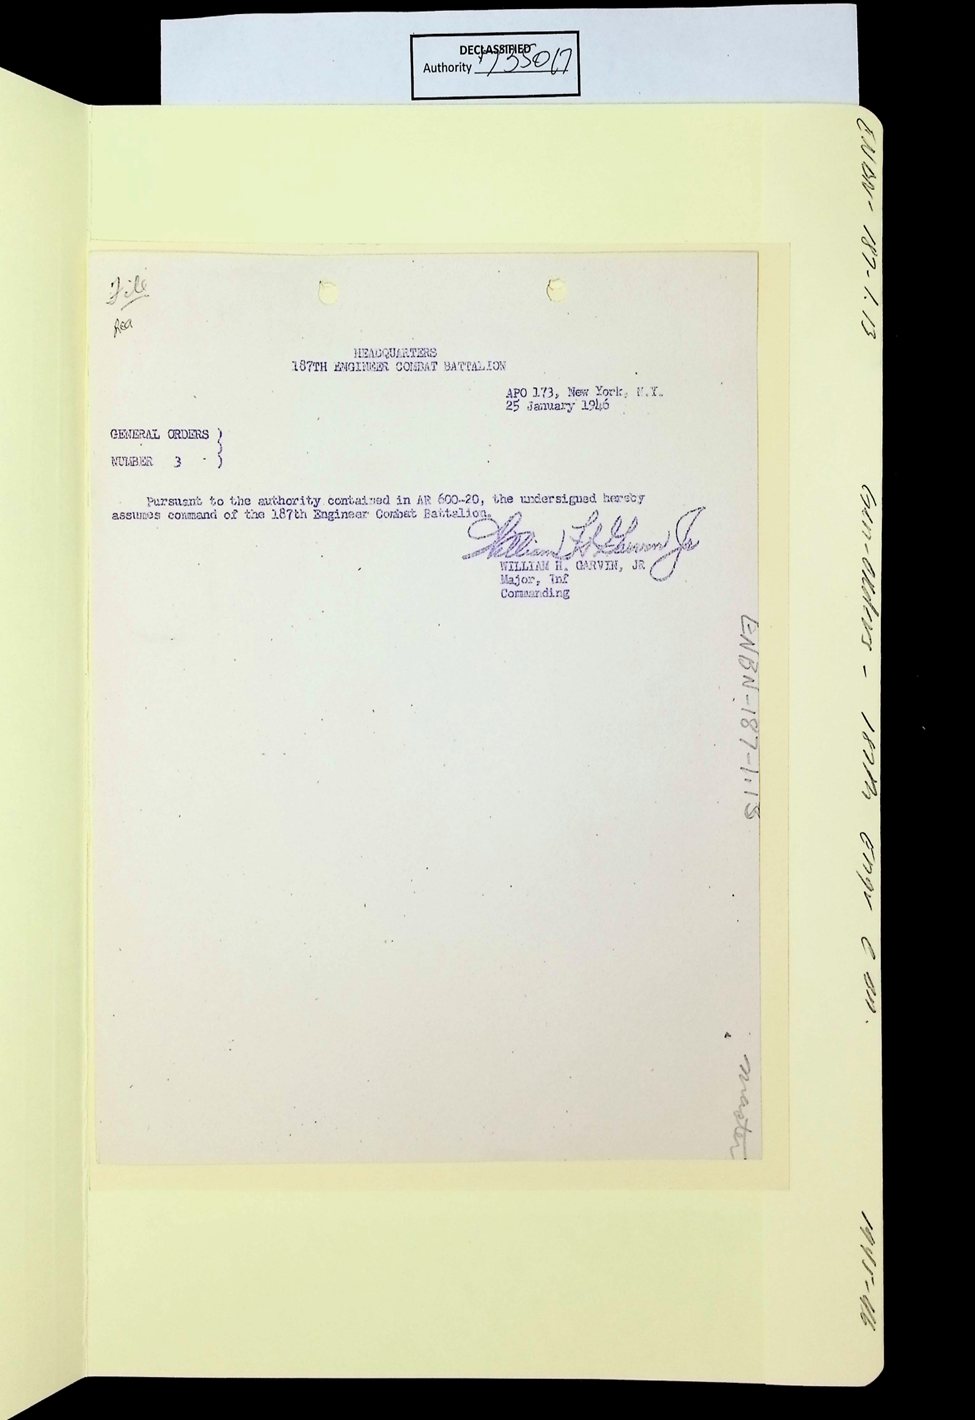 DECLASSIFIED
Authority 735017
File
HEADQUARTERS
187TH ENGINEER COMBAT BATTALION
APO 173, New York, N.Y.
25 January 1946
GENERAL ORDERS )
)
NUMBER 3 )
Pursuant to the authority contained in AR 600-20, the undersigned hereby
assumes command of the 187th Engineer Combat Battalion.
William H Garvin Jr
WILLIAM H. GARVIN, JR
Major, Inf
Commanding
ENBN-187-1.13
master
ENBN-187-1.13 Gen. Orders - 187th Engr C Bn. 1945-46